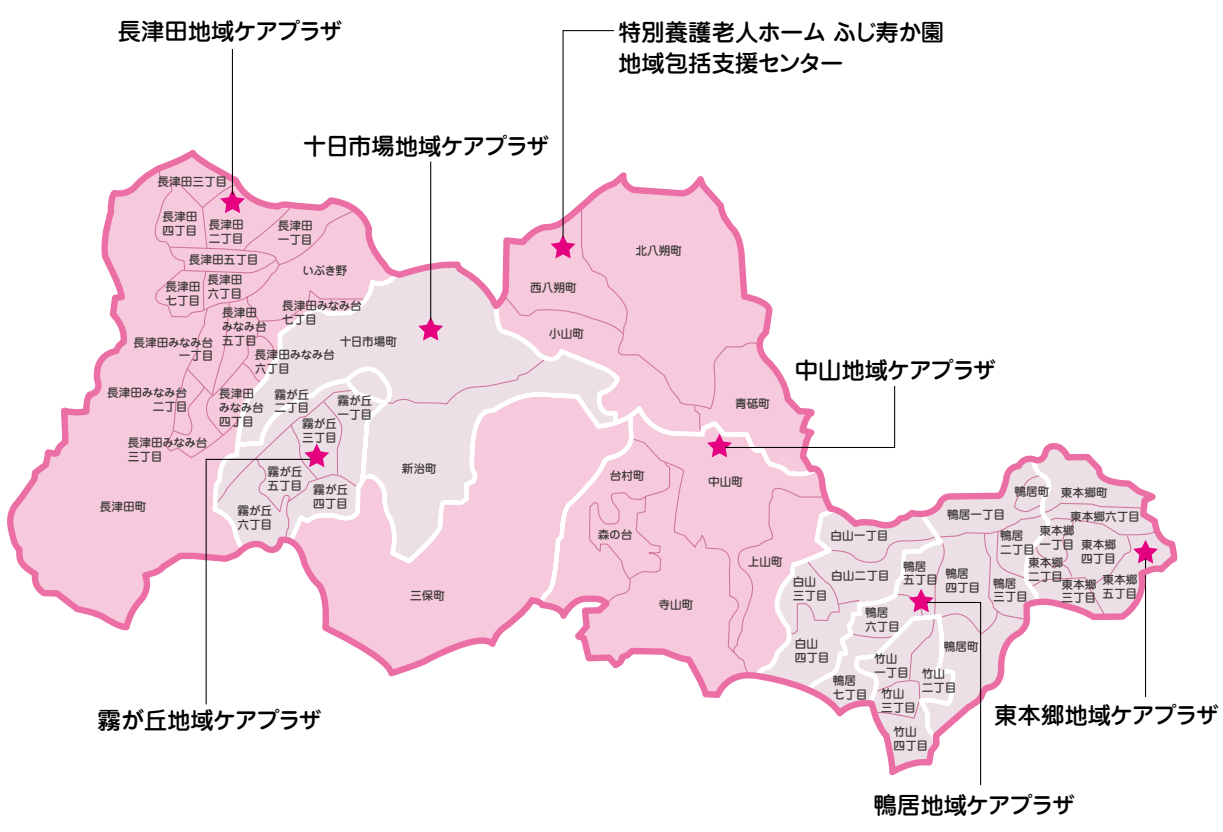 長津田地域ケアプラザ
特別養護老人ホーム ふじ寿か園
地域包括支援センター
十日市場地域ケアプラザ
中山地域ケアプラザ
霧が丘地域ケアプラザ
東本郷地域ケアプラザ
鴨居地域ケアプラザ
長津田三丁目
長津田
四丁目
長津田
二丁目
長津田
一丁目
長津田五丁目
いぶき野
長津田
七丁目
長津田
六丁目
長津田みなみ台
七丁目
長津田
みなみ台
五丁目
長津田みなみ台
一丁目
長津田みなみ台
六丁目
長津田みなみ台
二丁目
長津田
みなみ台
四丁目
長津田みなみ台
三丁目
長津田町
十日市場町
霧が丘
二丁目
霧が丘
一丁目
霧が丘
三丁目
霧が丘
五丁目
霧が丘
四丁目
霧が丘
六丁目
新治町
三保町
北八朔町
西八朔町
小山町
青砥町
台村町
中山町
森の台
上山町
寺山町
白山一丁目
白山二丁目
白山
三丁目
白山
四丁目
鴨居町
鴨居一丁目
鴨居
二丁目
鴨居
三丁目
鴨居
四丁目
鴨居
五丁目
鴨居
六丁目
鴨居
七丁目
鴨居町
竹山
一丁目
竹山
二丁目
竹山
三丁目
竹山
四丁目
東本郷町
東本郷六丁目
東本郷
一丁目
東本郷
四丁目
東本郷
二丁目
東本郷
三丁目
東本郷
五丁目